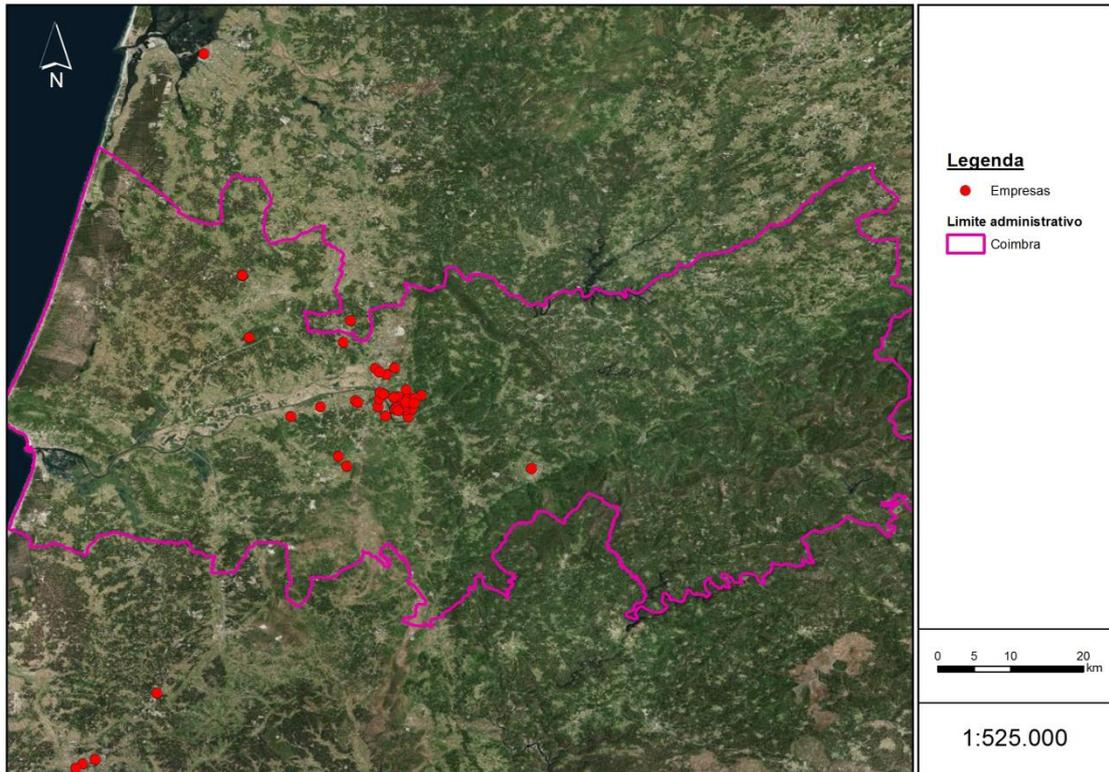 N
Legenda
Empresas
Limite administrativo
Coimbra
0 5 10 20
km
1:525.000